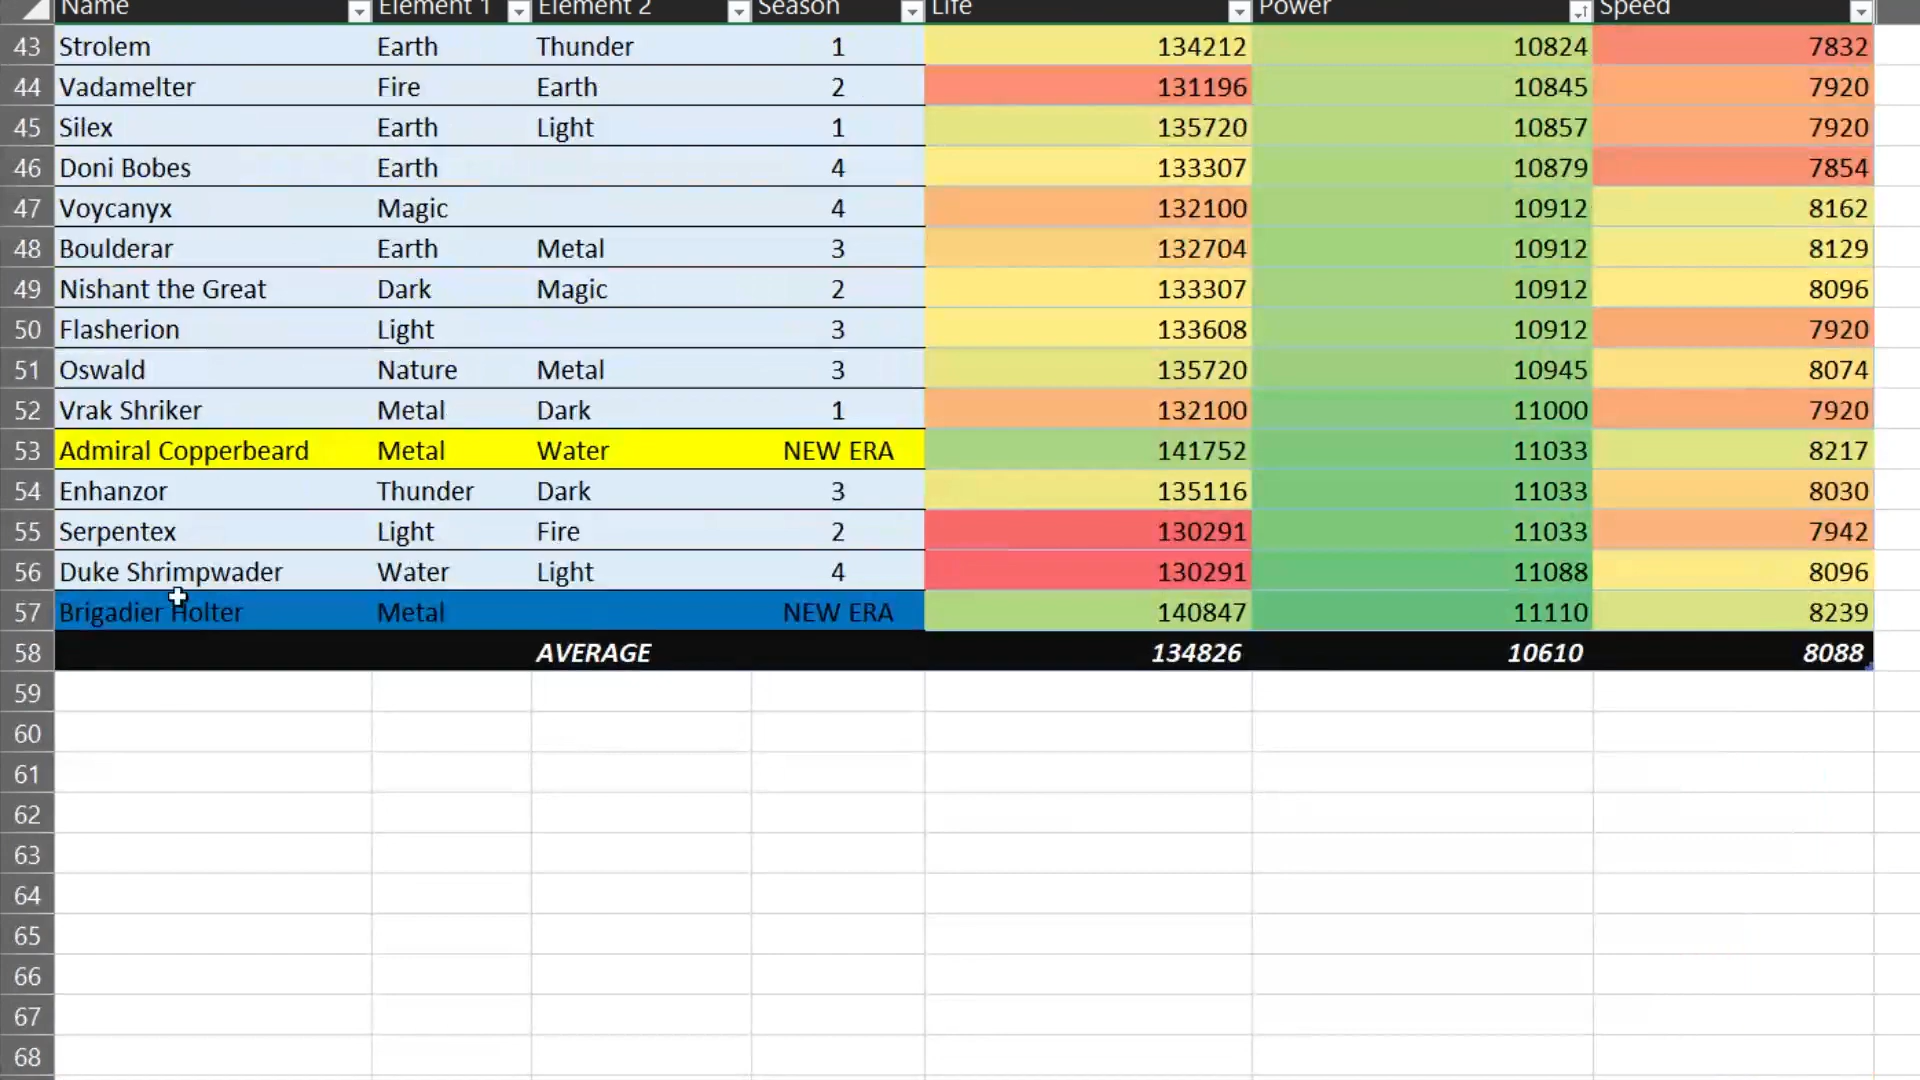 Name Element 1 Element 2 Season Life Power Speed
43 Strolem Earth Thunder 1 134212 10824 7832
44 Vadamelter Fire Earth 2 131196 10845 7920
45 Silex Earth Light 1 135720 10857 7920
46 Doni Bobes Earth 4 133307 10879 7854
47 Voycanyx Magic 4 132100 10912 8162
48 Boulderar Earth Metal 3 132704 10912 8129
49 Nishant the Great Dark Magic 2 133307 10912 8096
50 Flasherion Light 3 133608 10912 7920
51 Oswald Nature Metal 3 135720 10945 8074
52 Vrak Shriker Metal Dark 1 132100 11000 7920
53 Admiral Copperbeard Metal Water NEW ERA 141752 11033 8217
54 Enhanzor Thunder Dark 3 135116 11033 8030
55 Serpentex Light Fire 2 130291 11033 7942
56 Duke Shrimpwader Water Light 4 130291 11088 8096
57 Brigadier Holter Metal NEW ERA 140847 11110 8239
58 AVERAGE 134826 10610 8088
59
60
61
62
63
64
65
66
67
68